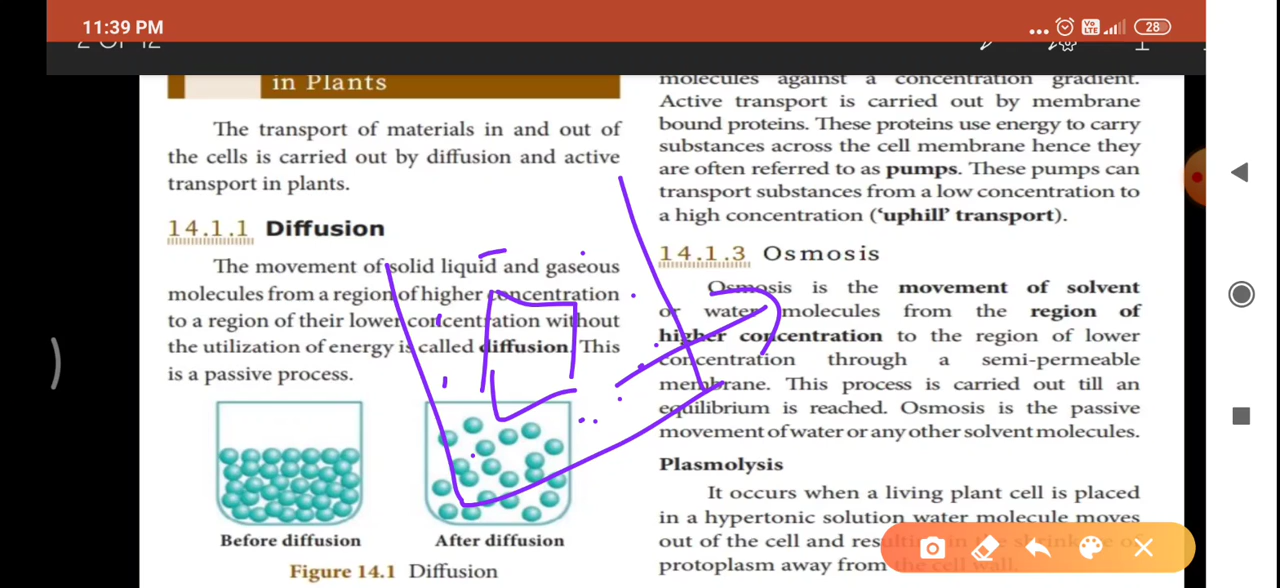 11:39 PM
Vo LTE
28
2 OF 12
in Plants
The transport of materials in and out of
the cells is carried out by diffusion and active
transport in plants.
14.1.1 Diffusion
The movement of solid liquid and gaseous
molecules from a region of higher concentration
to a region of their lower concentration without
the utilization of energy is called diffusion. This
is a passive process.
Before diffusion
After diffusion
Figure 14.1 Diffusion
molecules against a concentration gradient.
Active transport is carried out by membrane
bound proteins. These proteins use energy to carry
substances across the cell membrane hence they
are often referred to as pumps. These pumps can
transport substances from a low concentration to
a high concentration (‘uphill’ transport).
14.1.3 Osmosis
Osmosis is the movement of solvent
or water molecules from the region of
higher concentration to the region of lower
concentration through a semi-permeable
membrane. This process is carried out till an
equilibrium is reached. Osmosis is the passive
movement of water or any other solvent molecules.
Plasmolysis
It occurs when a living plant cell is placed
in a hypertonic solution water molecule moves
out of the cell and resulting in the shrinkage of
protoplasm away from the cell wall.